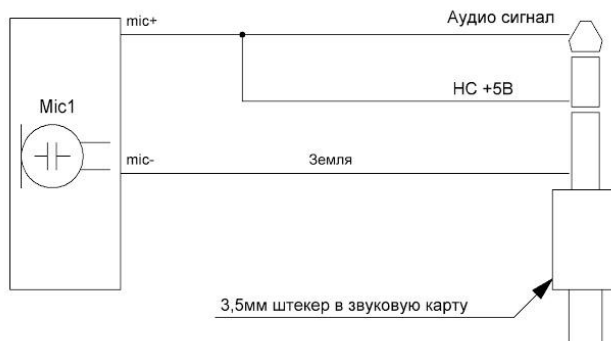 mic+
Аудио сигнал
НС +5В
Mic1
mic-
Земля
3,5мм штекер в звуковую карту